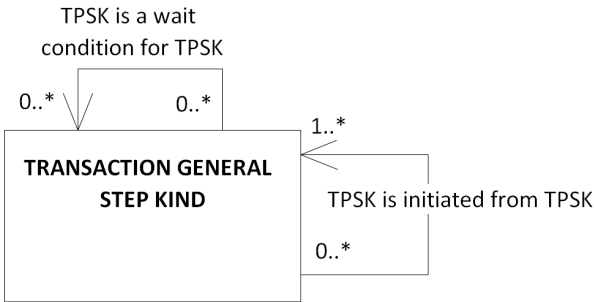 TPSK is a wait
condition for TPSK
0..*
0..*
1..*
TRANSACTION GENERAL
STEP KIND
TPSK is initiated from TPSK
0..*